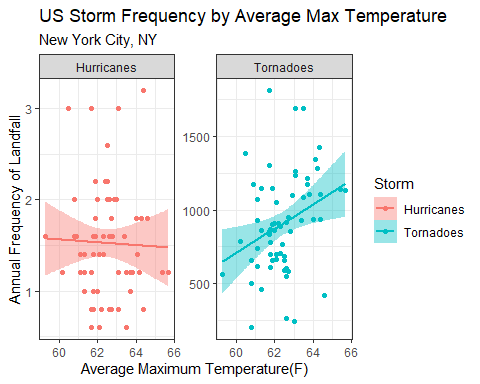 US Storm Frequency by Average Max Temperature
New York City, NY
Hurricanes
Tornadoes
Annual Frequency of Landfall
3
2
1
1500
1000
500
60 62 64 66
60 62 64 66
Average Maximum Temperature(F)
Storm
Hurricanes
Tornadoes